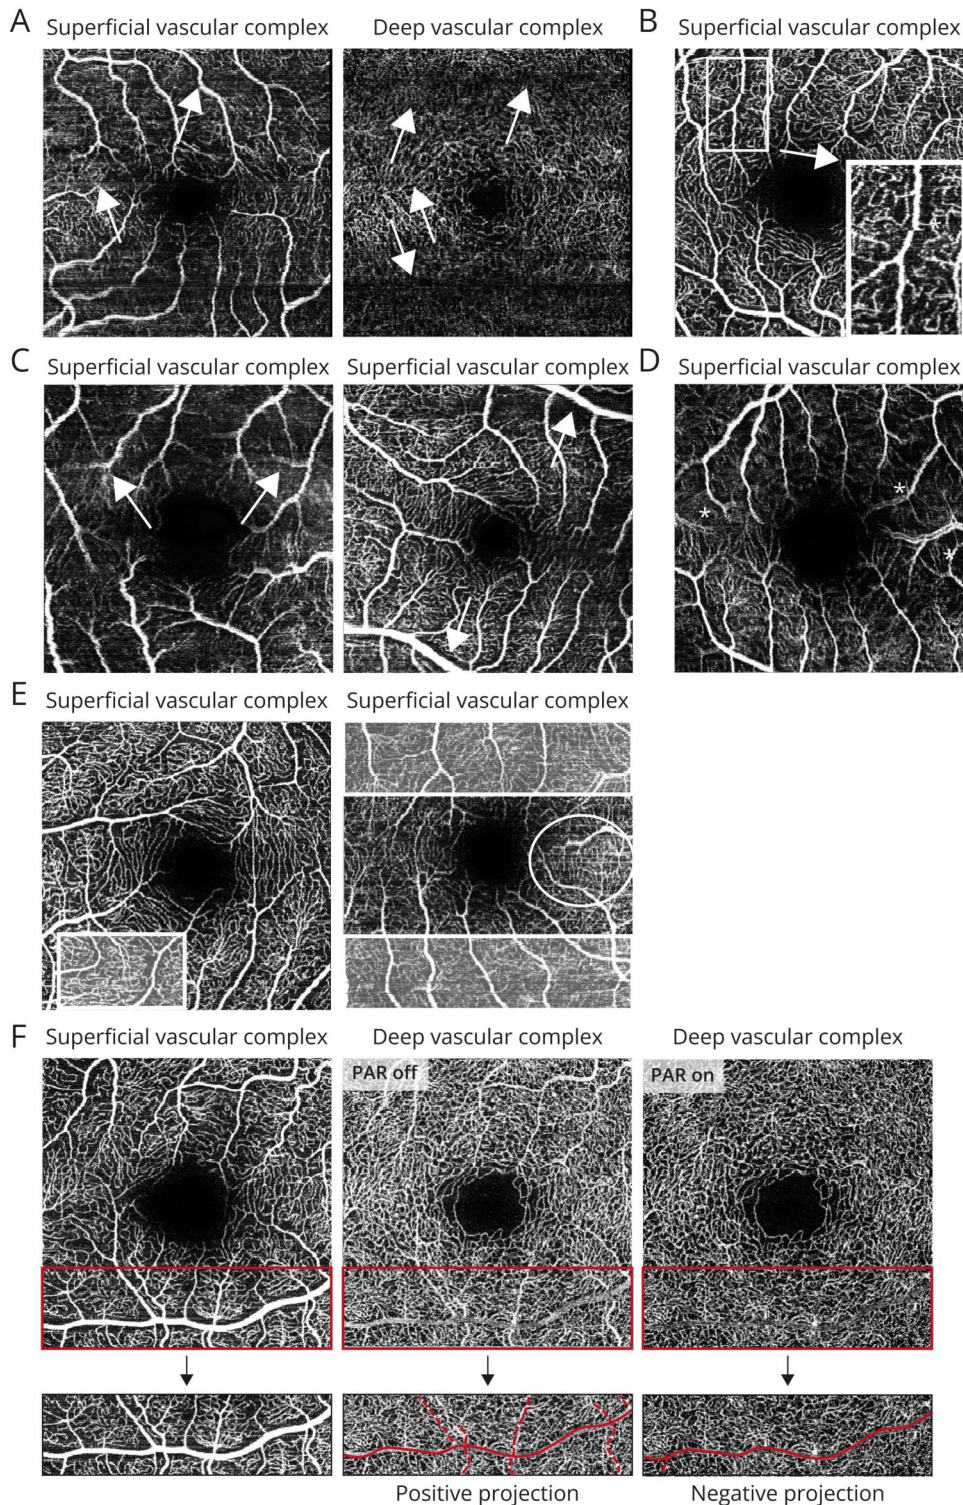 A
Superficial vascular complex
Deep vascular complex
B
Superficial vascular complex
C
Superficial vascular complex
Superficial vascular complex
D
Superficial vascular complex
*
*
*
E
Superficial vascular complex
Superficial vascular complex
F
Superficial vascular complex
Deep vascular complex
Deep vascular complex
PAR off
PAR on
Positive projection
Negative projection